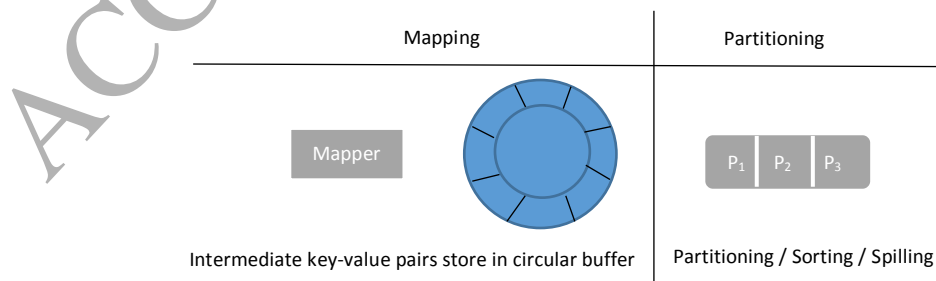 Mapping
Partitioning
Mapper
P₁ P₂ P₃
Intermediate key-value pairs store in circular buffer
Partitioning / Sorting / Spilling